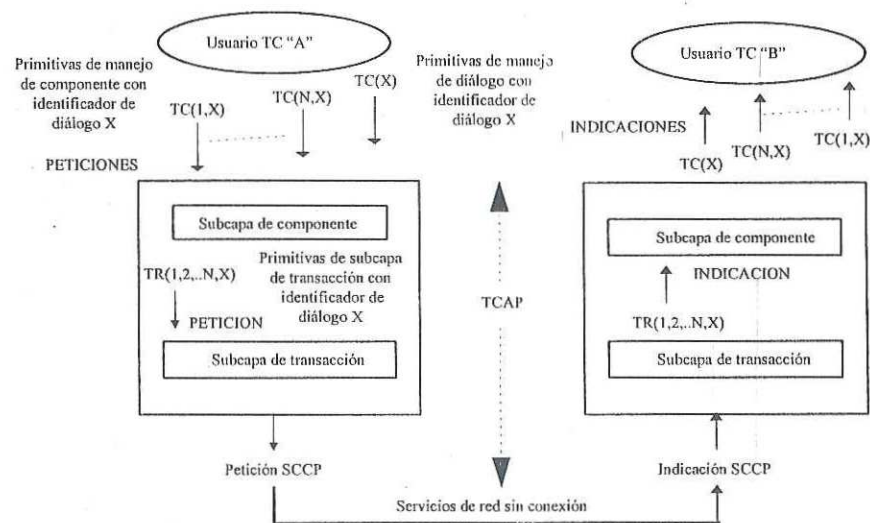 Usuario TC "A"
Primitivas de manejo
de componente con
identificador de
diálogo X
TC(1,X)
TC(N,X)
TC(X)
PETICIONES
Primitivas de manejo
de diálogo con
identificador de
diálogo X
Usuario TC "B"
INDICACIONES
TC(X)
TC(N,X)
TC(1,X)
Subcapa de componente
Primitivas de subcapa
de transacción con
identificador de
diálogo X
TR(1,2,..N,X)
PETICION
Subcapa de transacción
TCAP
Subcapa de componente
INDICACION
TR(1,2,..N,X)
Subcapa de transacción
Petición SCCP
Indicación SCCP
Servicios de red sin conexión